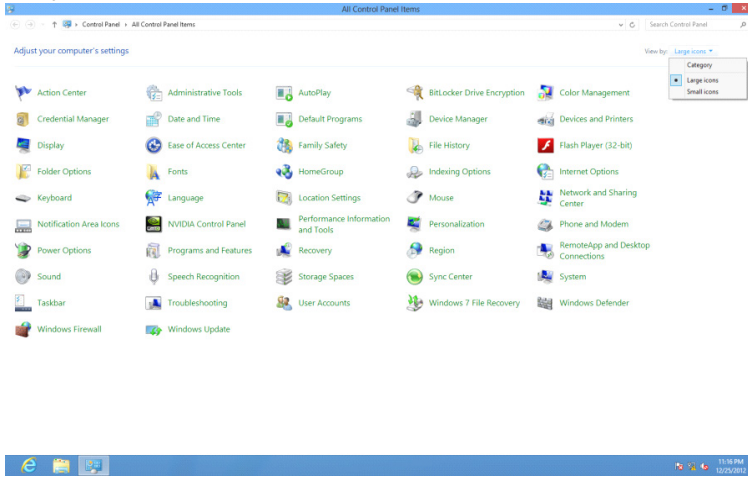 All Control Panel Items
Control Panel All Control Panel Items
Search Control Panel
Adjust your computer's settings
View by: Large icons
Category
Large icons
Small icons
Action Center Administrative Tools AutoPlay BitLocker Drive Encryption Color Management
Credential Manager Date and Time Default Programs Device Manager Devices and Printers
Display Ease of Access Center Family Safety File History Flash Player (32-bit)
Folder Options Fonts HomeGroup Indexing Options Internet Options
Keyboard Language Location Settings Mouse Network and Sharing
Center
Notification Area Icons NVIDIA Control Panel Performance Information
and Tools Personalization Phone and Modem
Power Options Programs and Features Recovery Region RemoteApp and Desktop
Connections
Sound Speech Recognition Storage Spaces Sync Center System
Taskbar Troubleshooting User Accounts Windows 7 File Recovery Windows Defender
Windows Firewall Windows Update
11:16 PM
12/25/2012